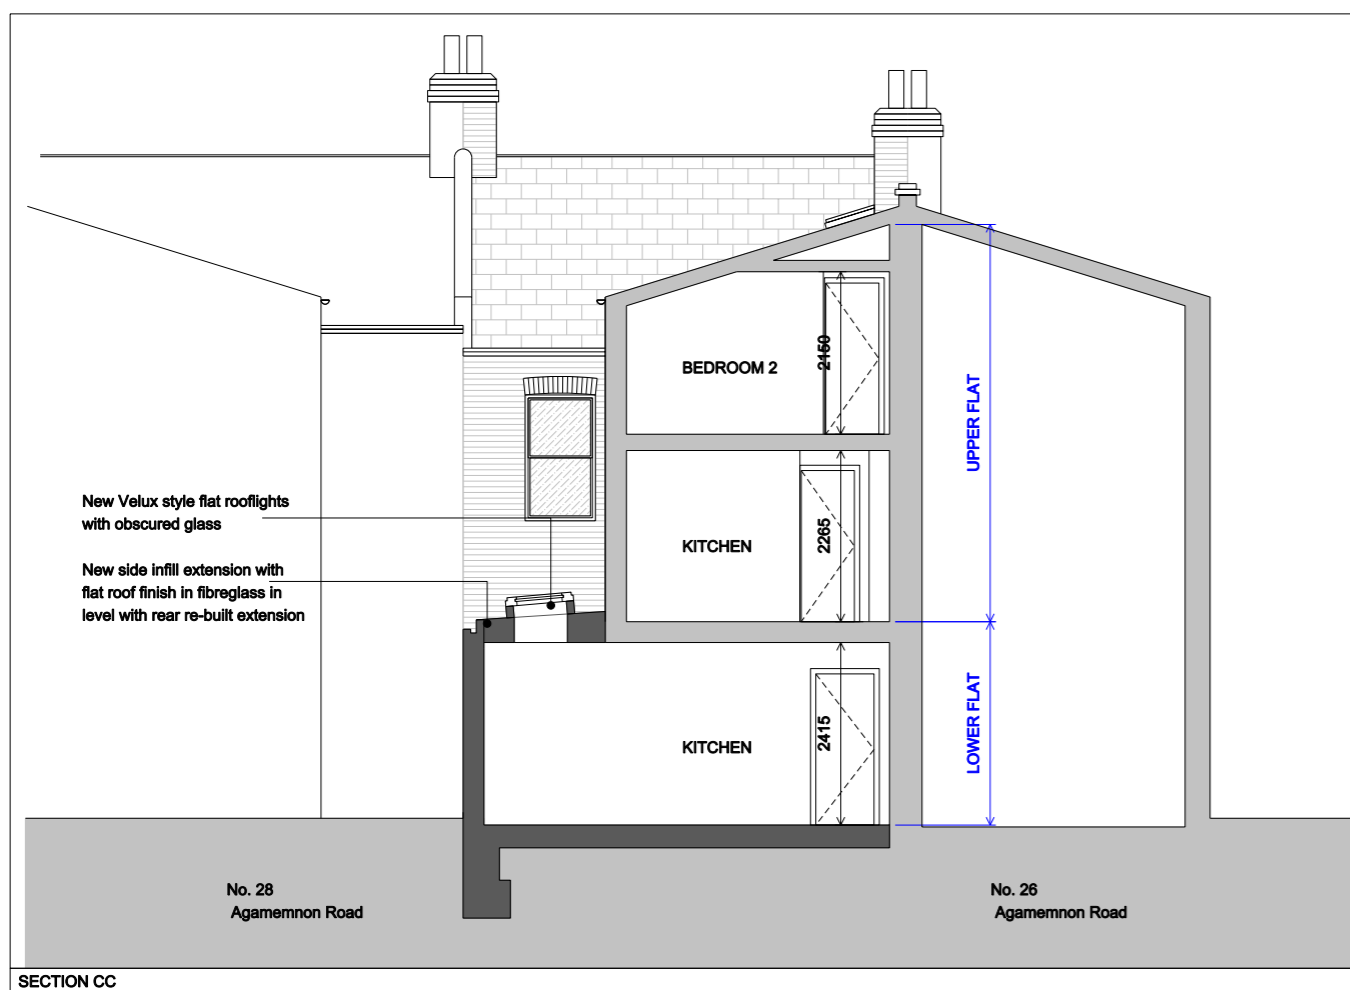 BEDROOM 2
2150
UPPER FLAT
New Velux style flat rooflights
with obscured glass
KITCHEN
2265
New side infill extension with
flat roof finish in fibreglass in
level with rear re-built extension
KITCHEN
2415
LOWER FLAT
No. 28
Agamemnon Road
No. 26
Agamemnon Road
SECTION CC